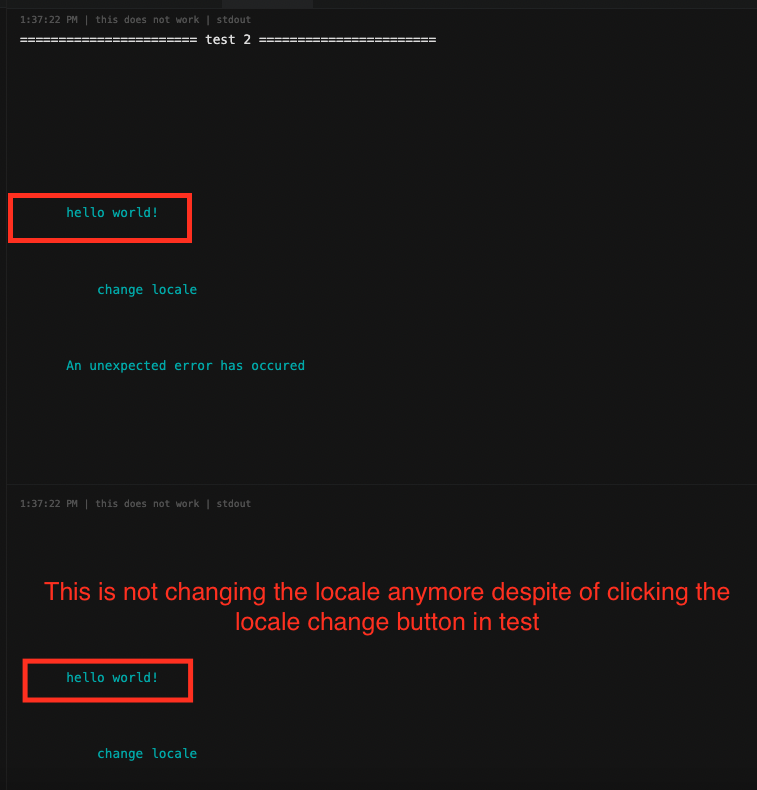 1:37:22 PM | this does not work | stdout
======================= test 2 =======================
hello world!
change locale
An unexpected error has occured
1:37:22 PM | this does not work | stdout
This is not changing the locale anymore despite of clicking the
locale change button in test
hello world!
change locale